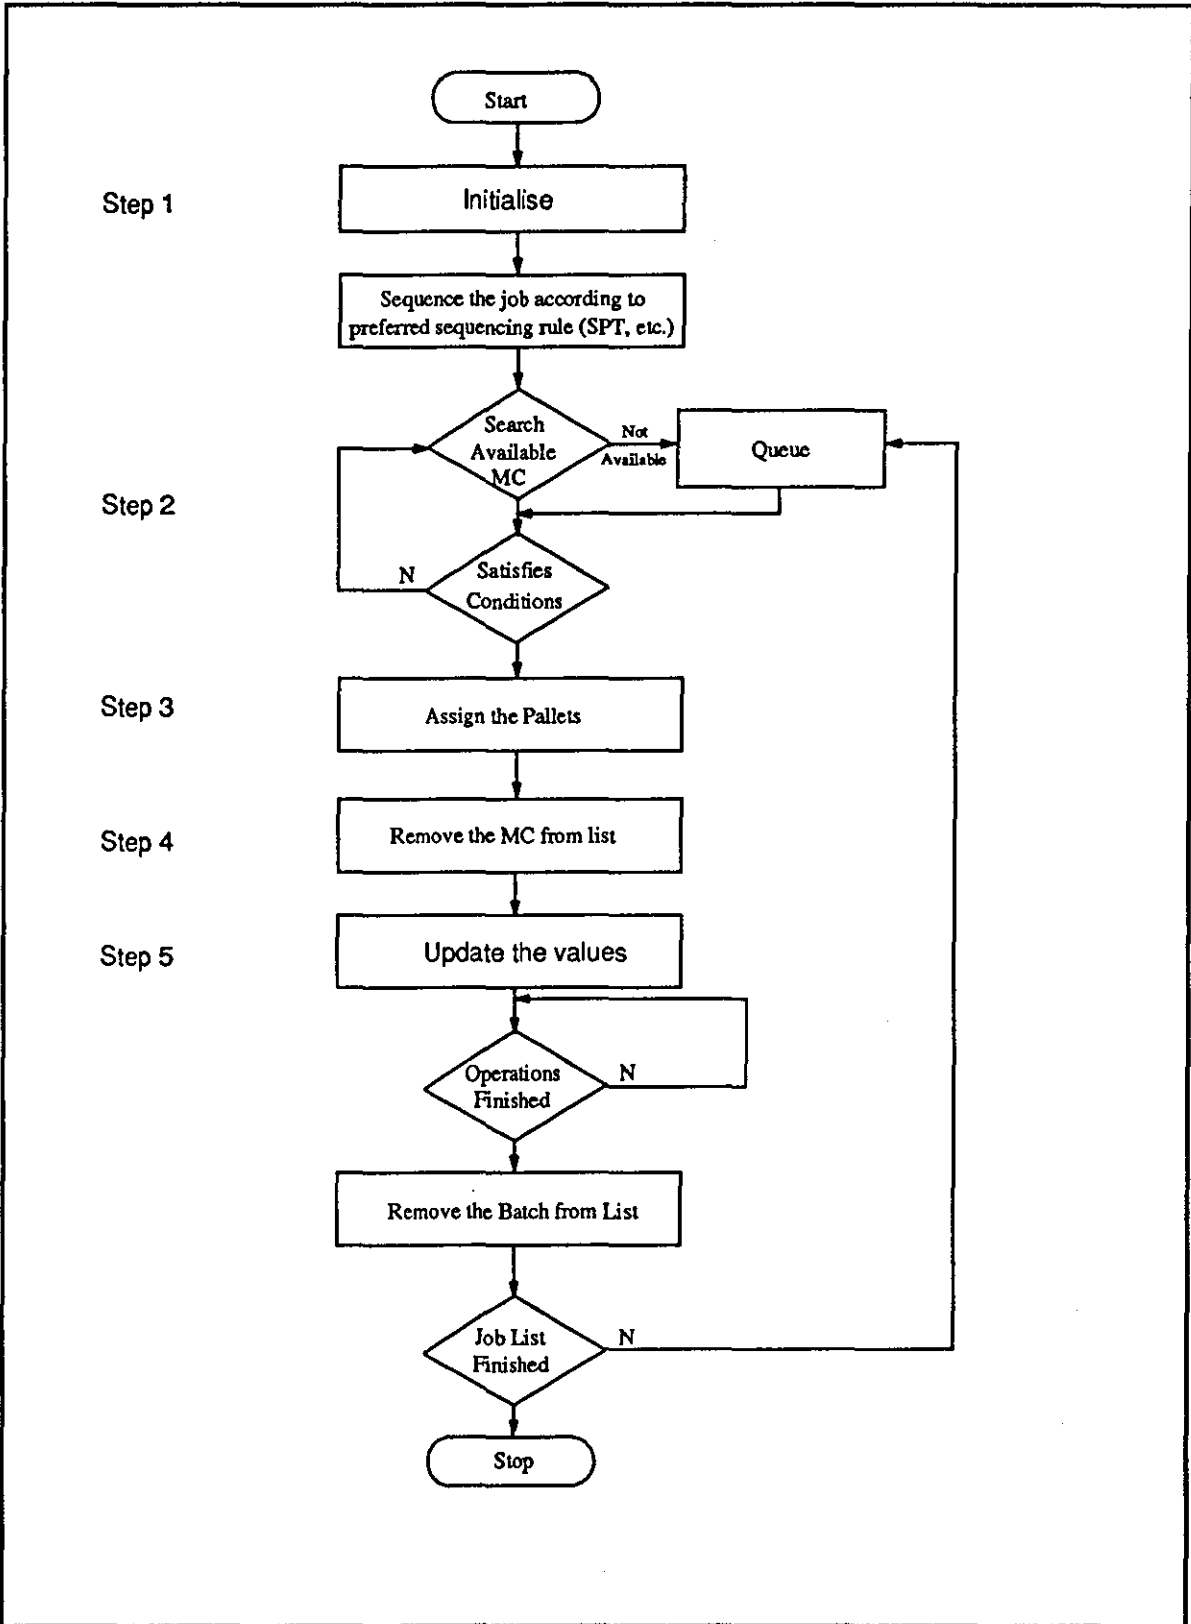 Start
Step 1
Initialise
Sequence the job according to
preferred sequencing rule (SPT, etc.)
Search
Available
MC
Not
Available
Queue
Step 2
N
Satisfies
Conditions
Step 3
Assign the Pallets
Step 4
Remove the MC from list
Step 5
Update the values
Operations
Finished
N
Remove the Batch from List
Job List
Finished
N
Stop